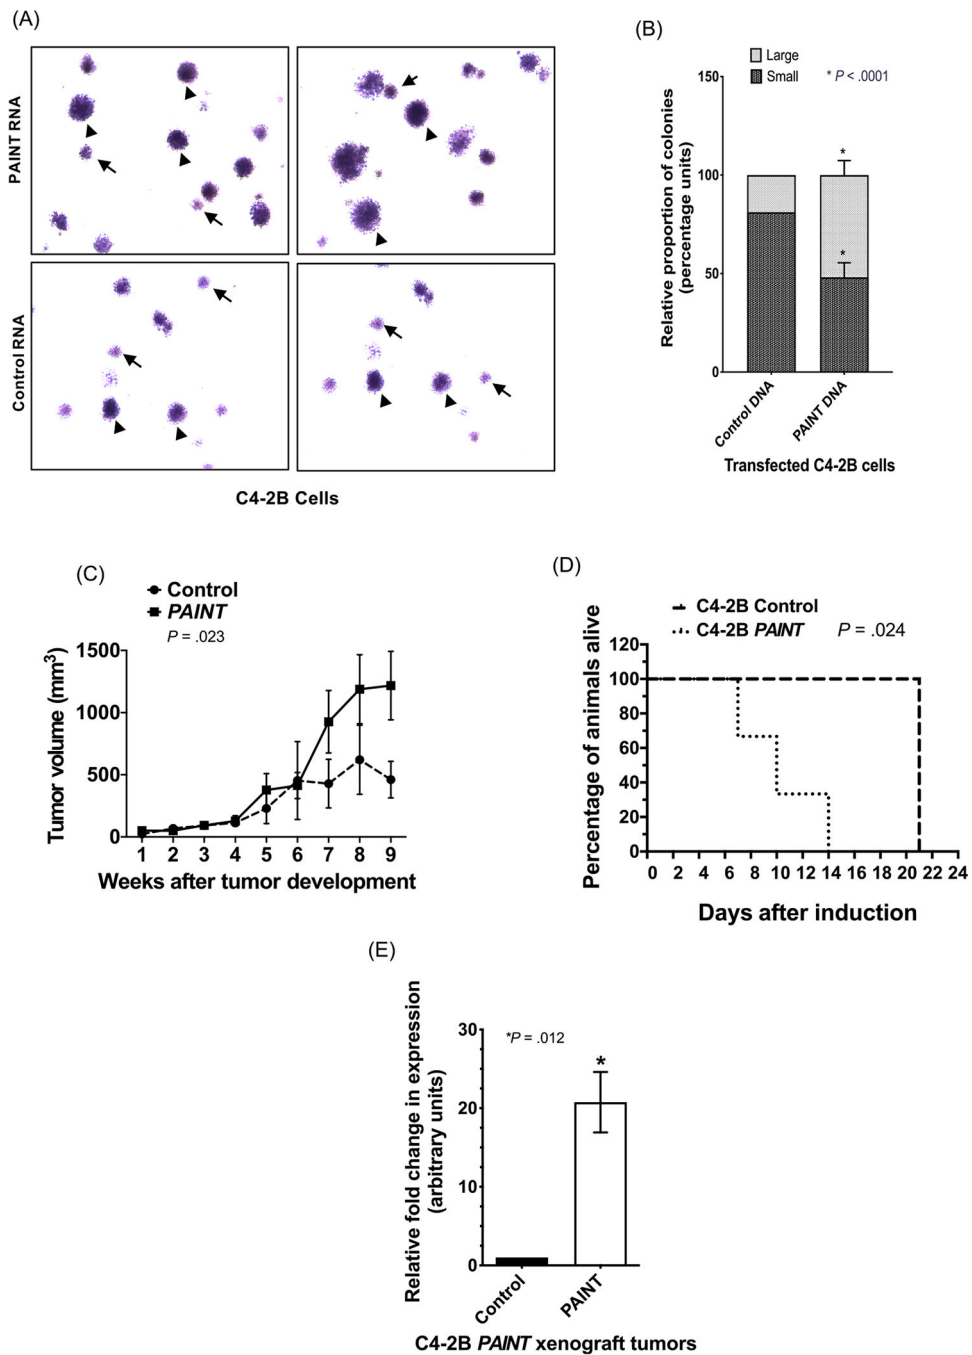 (A)
PAINT RNA
Control RNA
C4-2B Cells
(B)
Large
Small
* P < .0001
Relative proportion of colonies
(percentage units)
150
100
50
0
*
*
Control DNA
PAINT DNA
Transfected C4-2B cells
(C)
Control
PAINT
P = .023
Tumor volume (mm3)
1500
1000
500
0
1 2 3 4 5 6 7 8 9
Weeks after tumor development
(D)
C4-2B Control
C4-2B PAINT P = .024
Percentage of animals alive
120
100
80
60
40
20
0
0 2 4 6 8 10 12 14 16 18 20 22 24
Days after induction
(E)
Relative fold change in expression
(arbitrary units)
*P = .012
30
20
10
0
*
Control
PAINT
C4-2B PAINT xenograft tumors